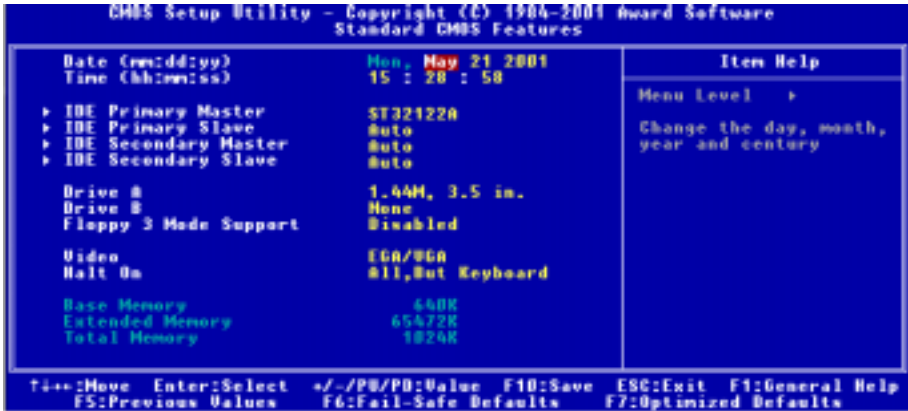 CMOS Setup Utility - Copyright (C) 1984-2001 Award Software
Standard CMOS Features
Date (mm:dd:yy) Mon, May 21 2001
Time (hh:mm:ss) 15 : 28 : 58
IDE Primary Master ST32122A
IDE Primary Slave Auto
IDE Secondary Master Auto
IDE Secondary Slave Auto
Drive A 1.44M, 3.5 in.
Drive B None
Floppy 3 Mode Support Disabled
Video EGA/VGA
Halt On All,But Keyboard
Base Memory 640K
Extended Memory 65472K
Total Memory 1024K
Item Help
Menu Level
Change the day, month,
year and century
↑↓→←:Move Enter:Select +/-/PU/PD:Value F10:Save ESC:Exit F1:General Help
F5:Previous Values F6:Fail-Safe Defaults F7:Optimized Defaults